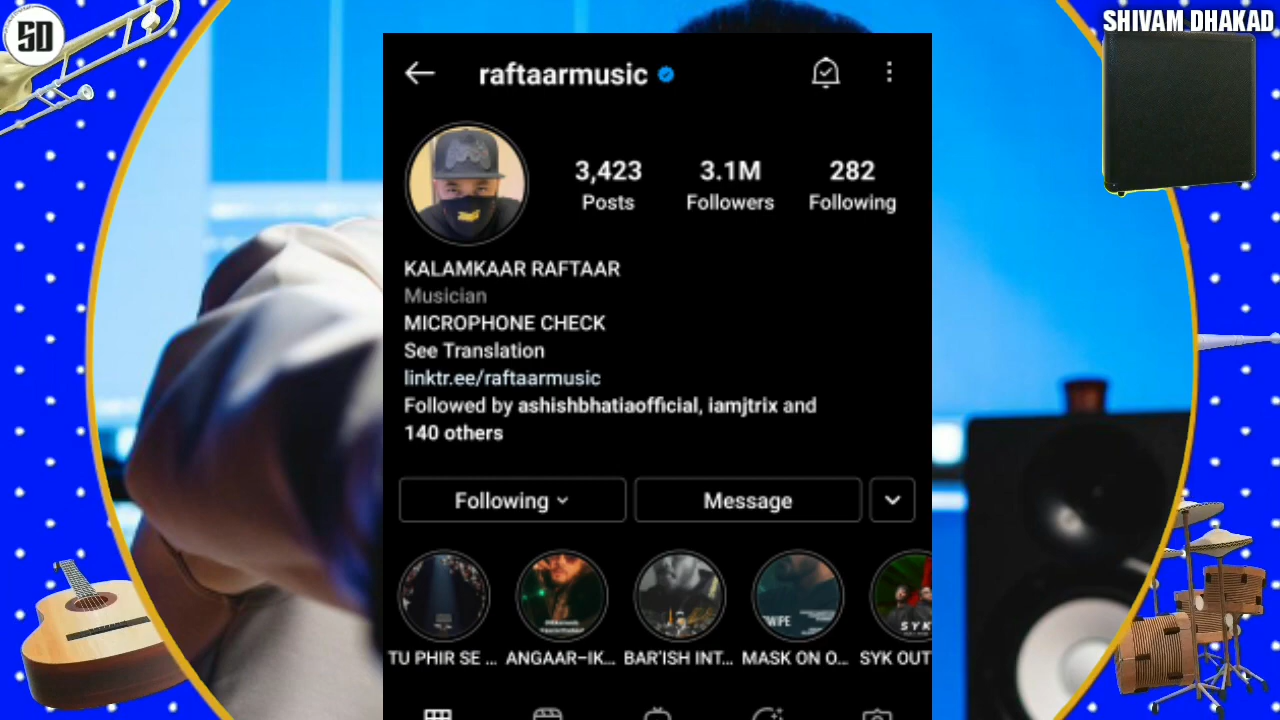 SD
SHIVAM DHAKAD
raftaarmusic
3,423 3.1M 282
Posts Followers Following
KALAMKAAR RAFTAAR
Musician
MICROPHONE CHECK
See Translation
linktr.ee/raftaarmusic
Followed by ashishbhatiaofficial, iamjtrix and
140 others
Following Message
WIPE SYK
TU PHIR SE ... ANGAAR-IK... BAR'ISH INT... MASK ON O... SYK OUT